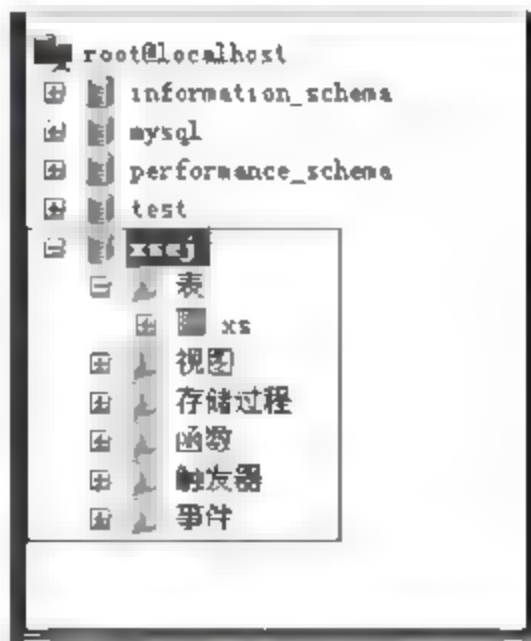 root@localhost
information_schema
mysql
performance_schema
test
xscj
表
xs
视图
存储过程
函数
触发器
事件